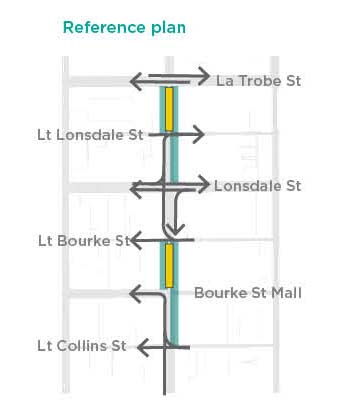 Reference plan
La Trobe St
Lt Lonsdale St
Lonsdale St
Lt Bourke St
Bourke St Mall
Lt Collins St